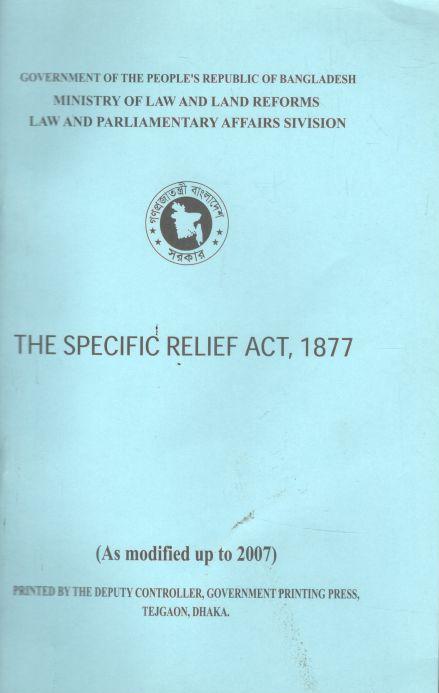 GOVERNMENT OF THE PEOPLE'S REPUBLIC OF BANGLADESH
MINISTRY OF LAW AND LAND REFORMS
LAW AND PARLIAMENTARY AFFAIRS SIVISION
গণপ্রজাতন্ত্রী বাংলাদেশ
সরকার
THE SPECIFIC RELIEF ACT, 1877
(As modified up to 2007)
PRINTED BY THE DEPUTY CONTROLLER, GOVERNMENT PRINTING PRESS,
TEJGAON, DHAKA.